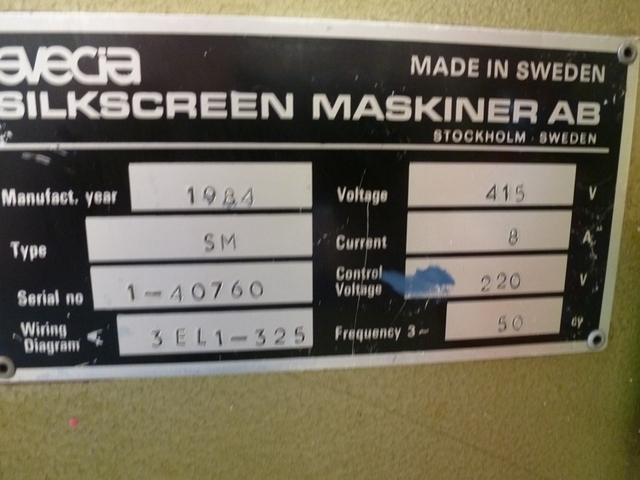 svecia
MADE IN SWEDEN
SILKSCREEN MASKINER AB
STOCKHOLM · SWEDEN
Manufact. year 1984
Voltage 415 V
Type SM
Current 8 A
Serial no 1-40760
Control Voltage 220 V
Wiring Diagram 3EL1-325
Frequency 3~ 50 cy